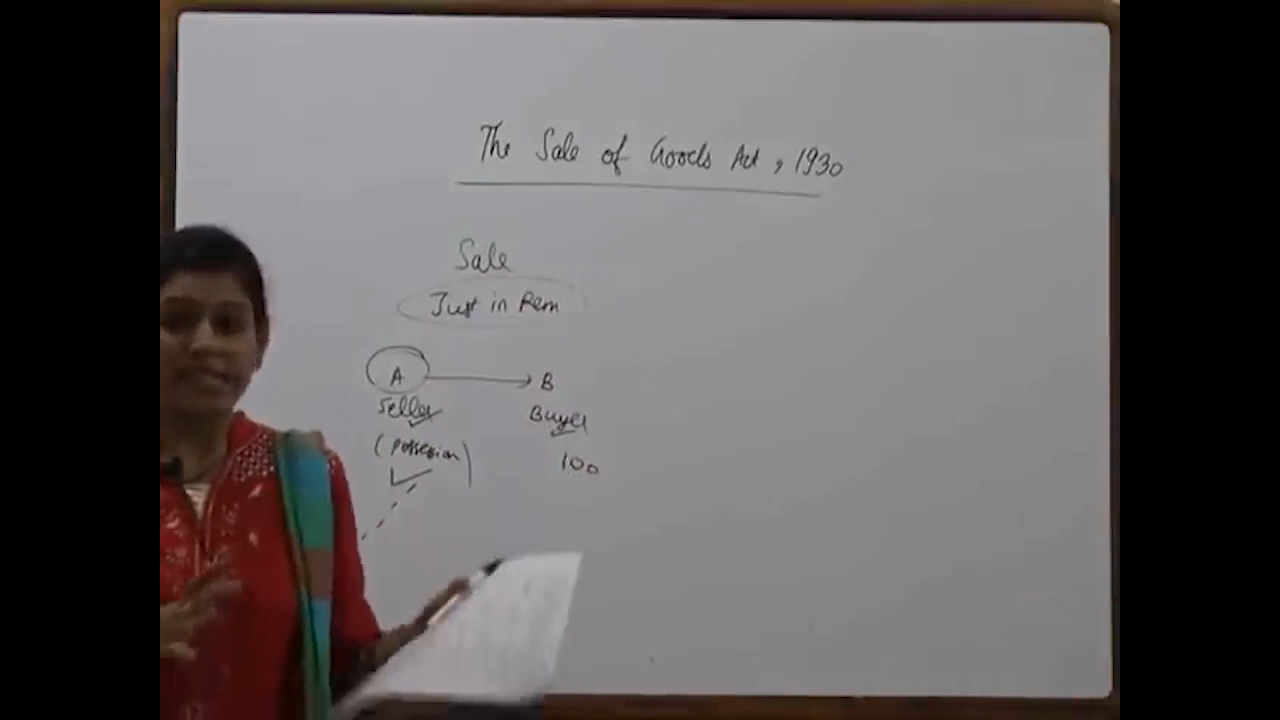 The Sale of Goods Act, 1930
Sale
Just in Rem
A B
Seller Buyer
(Possession)
100